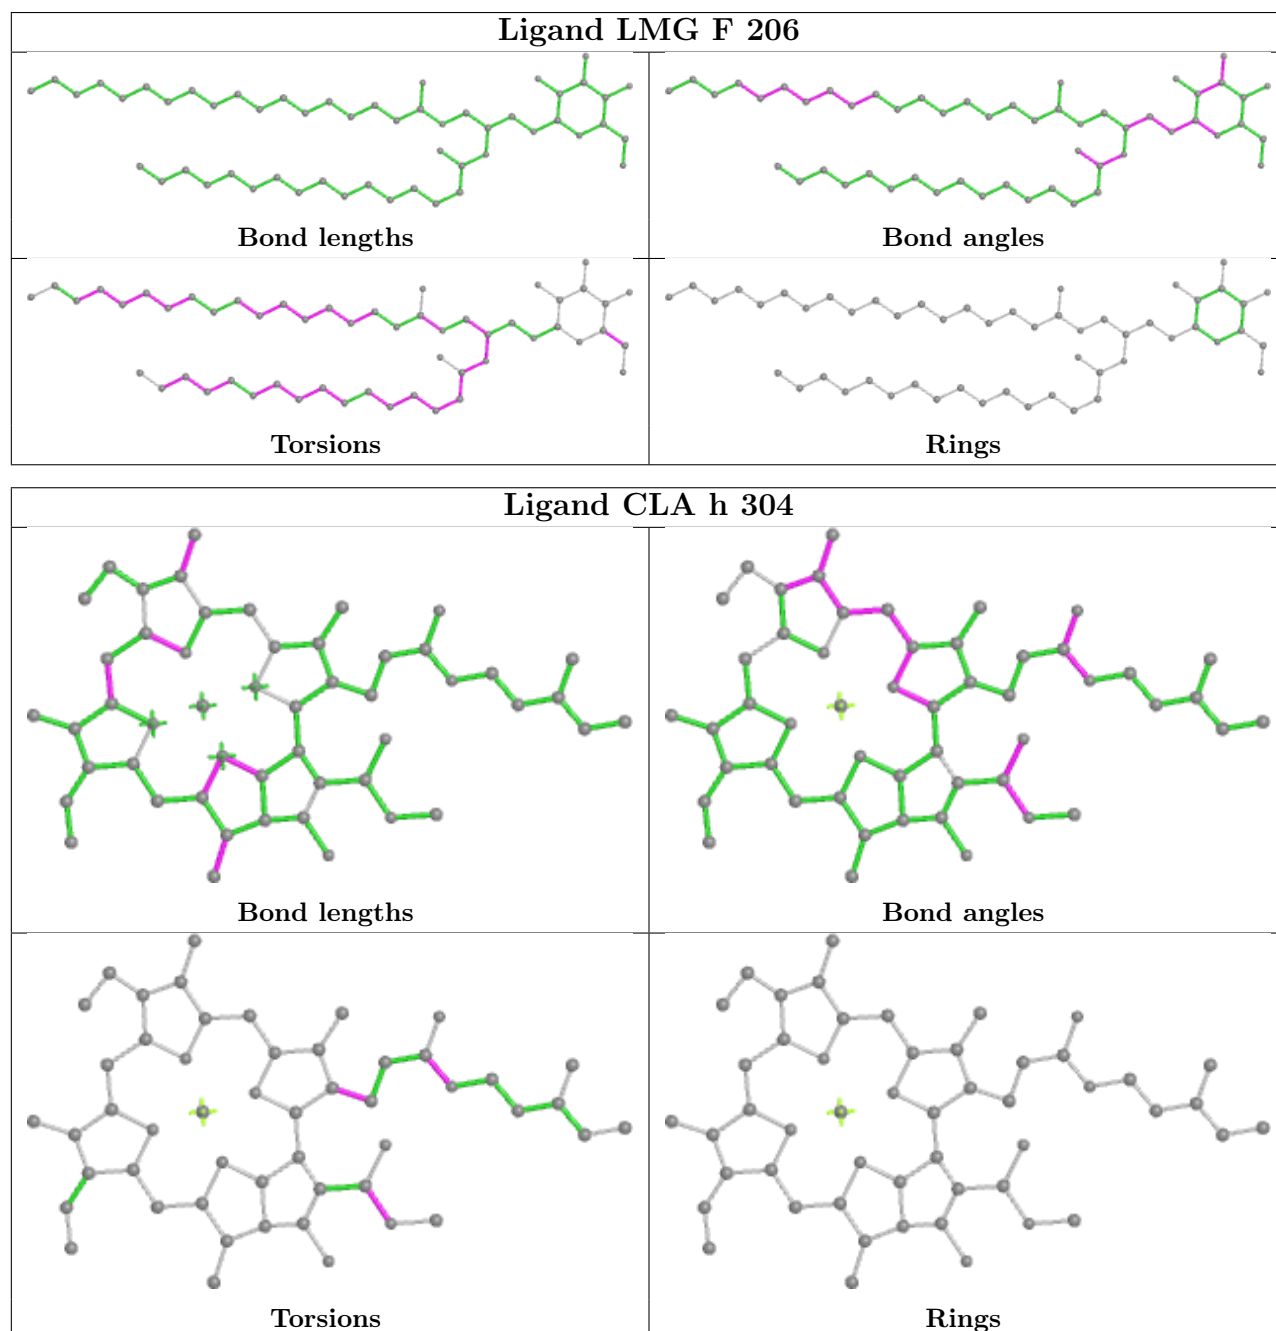 Ligand LMG F 206
Bond lengths
Bond angles
Torsions
Rings
Ligand CLA h 304
Bond lengths
Bond angles
Torsions
Rings